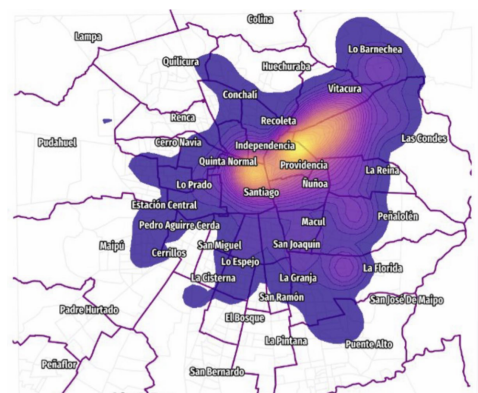 Colina
Lampa
Lo Barnechea
Quilicura
Huechuraba
Vitacura
Conchalí
Renca
Recoleta
Las Condes
Pudahuel
Cerro Navia
Independencia
Quinta Normal
Providencia
La Reina
Lo Prado
Ñuñoa
Santiago
Estación Central
Peñalolén
Pedro Aguirre Cerda
Macul
Maipú
San Miguel
San Joaquín
Cerrillos
Lo Espejo
La Florida
La Cisterna
La Granja
San Ramón
San José De Maipo
Padre Hurtado
El Bosque
La Pintana
Puente Alto
Peñaflor
San Bernardo